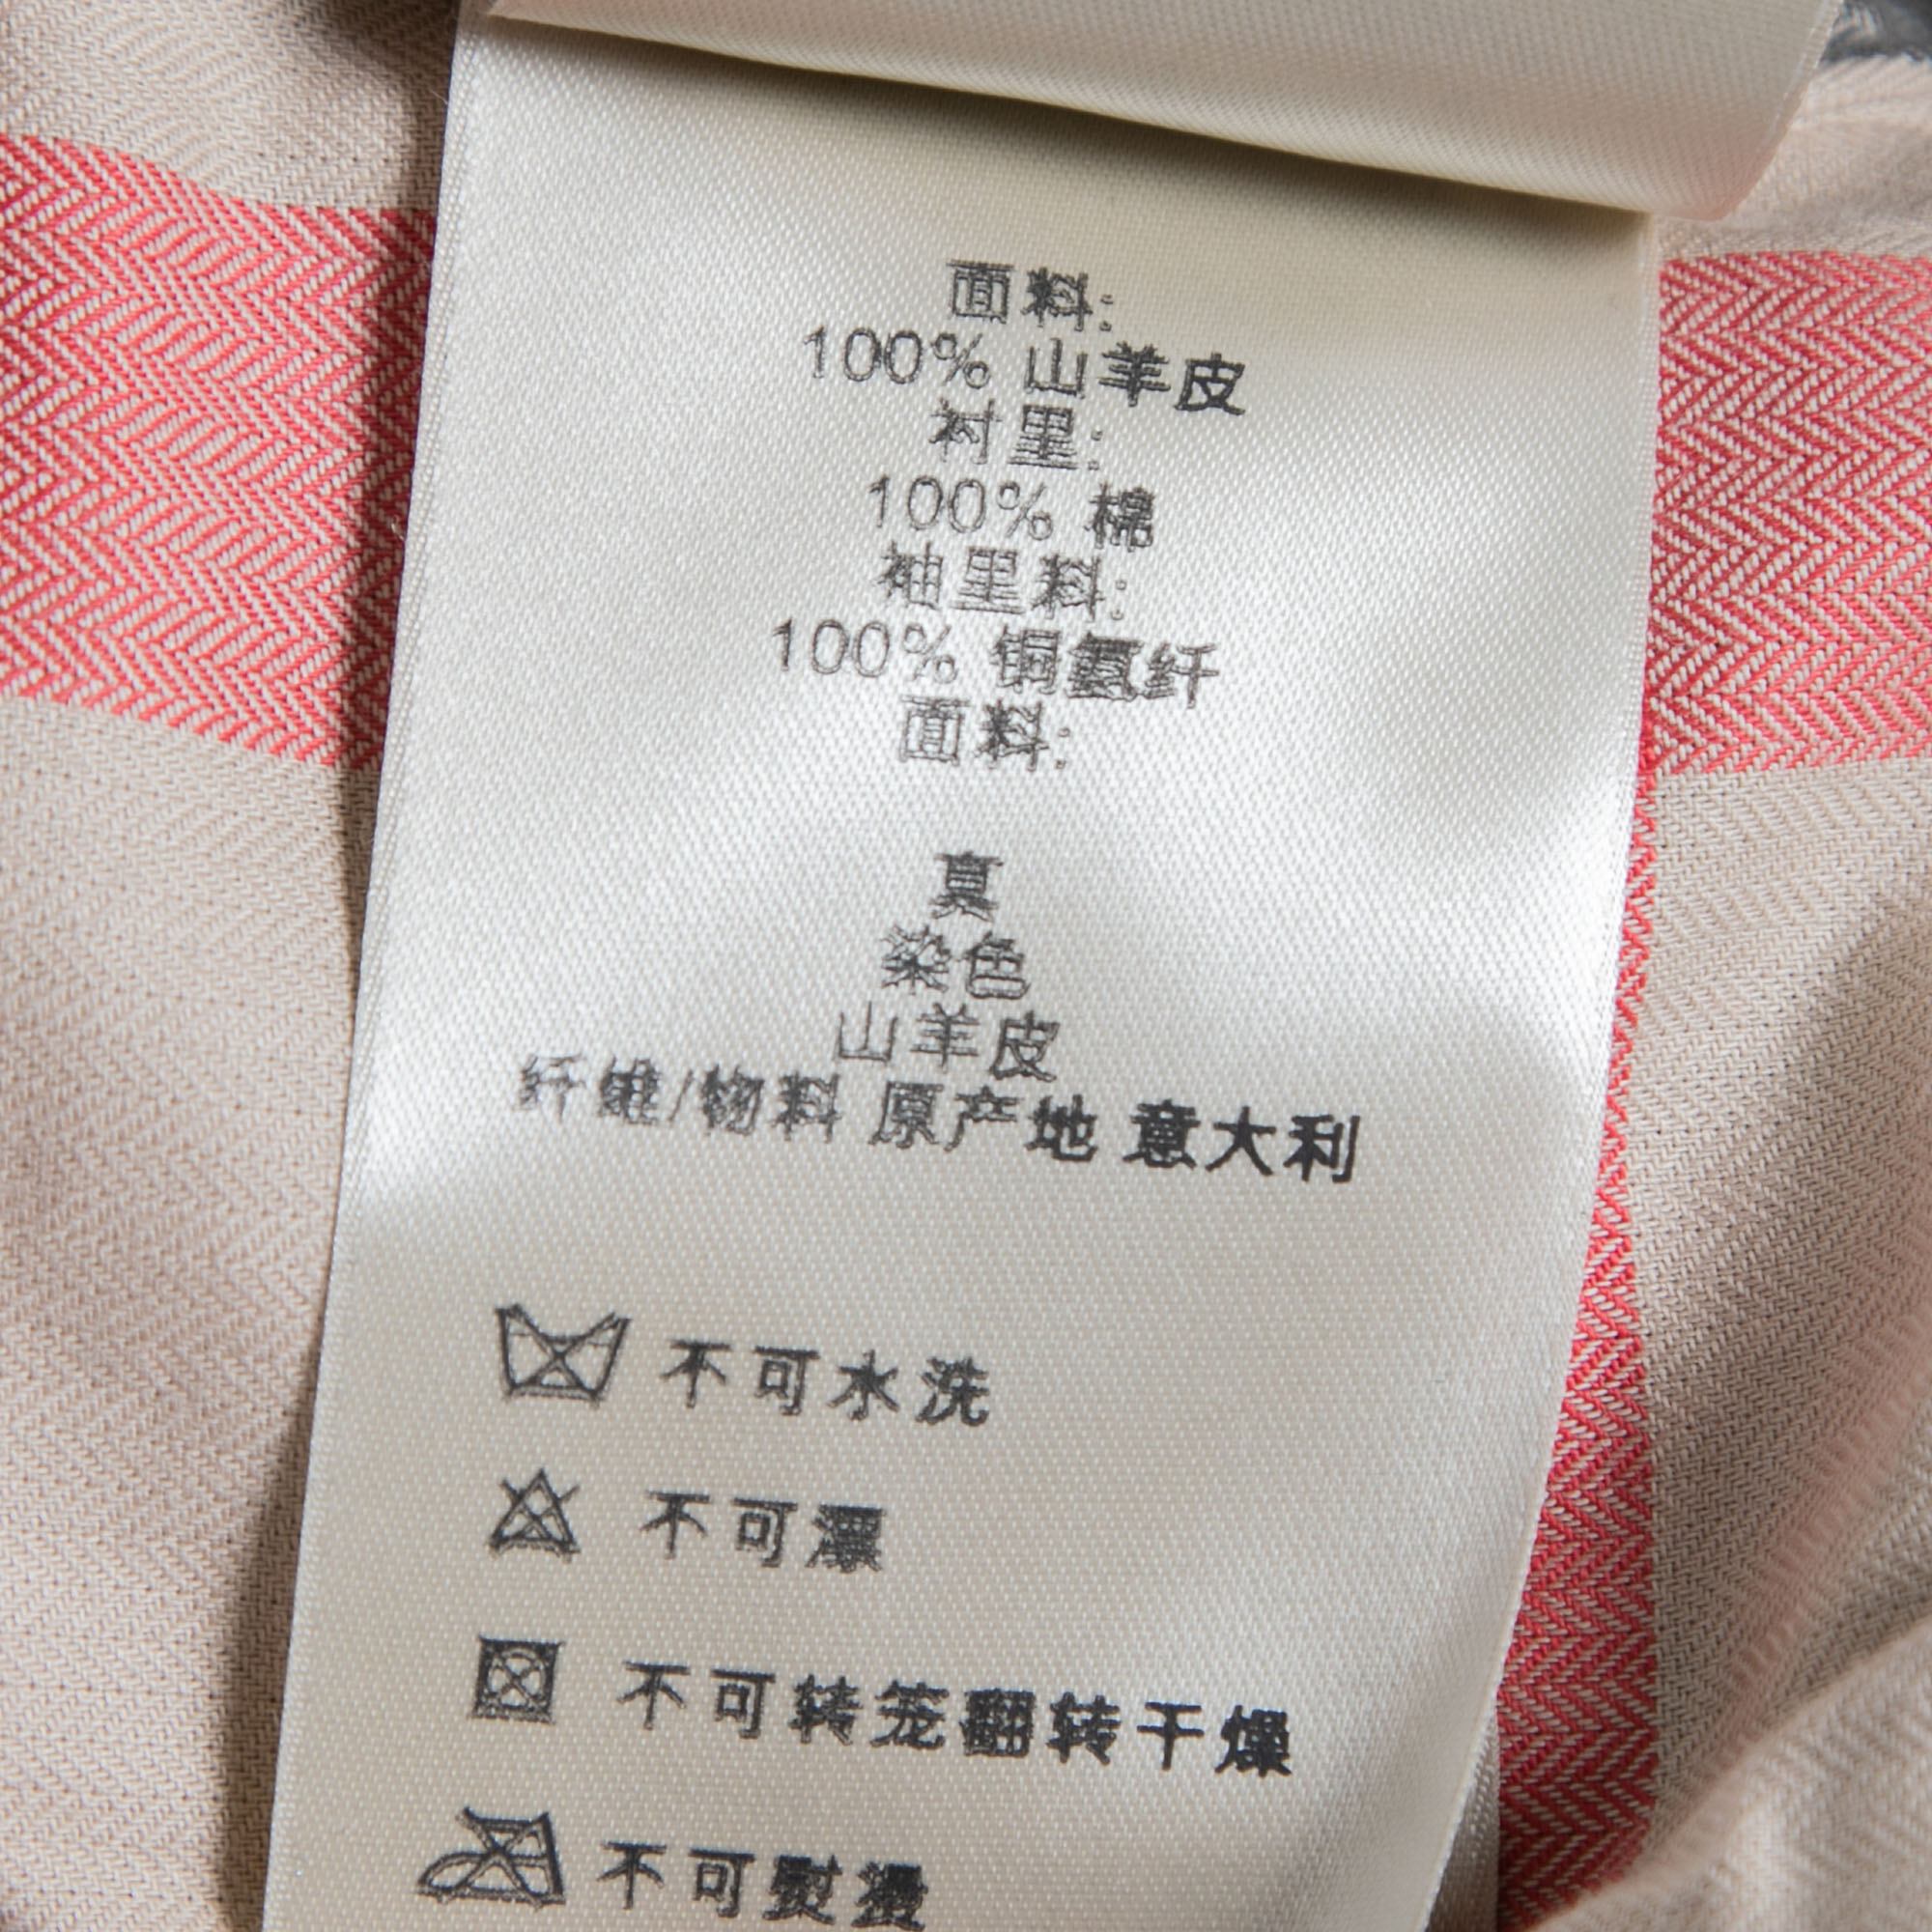 面料:
100% 山羊皮
衬里:
100% 棉
袖里料:
100% 铜氨纤
面料:
真
染色
山羊皮
纤维/物料 原产地 意大利
不可水洗
不可漂
不可转笼翻转干燥
不可熨烫